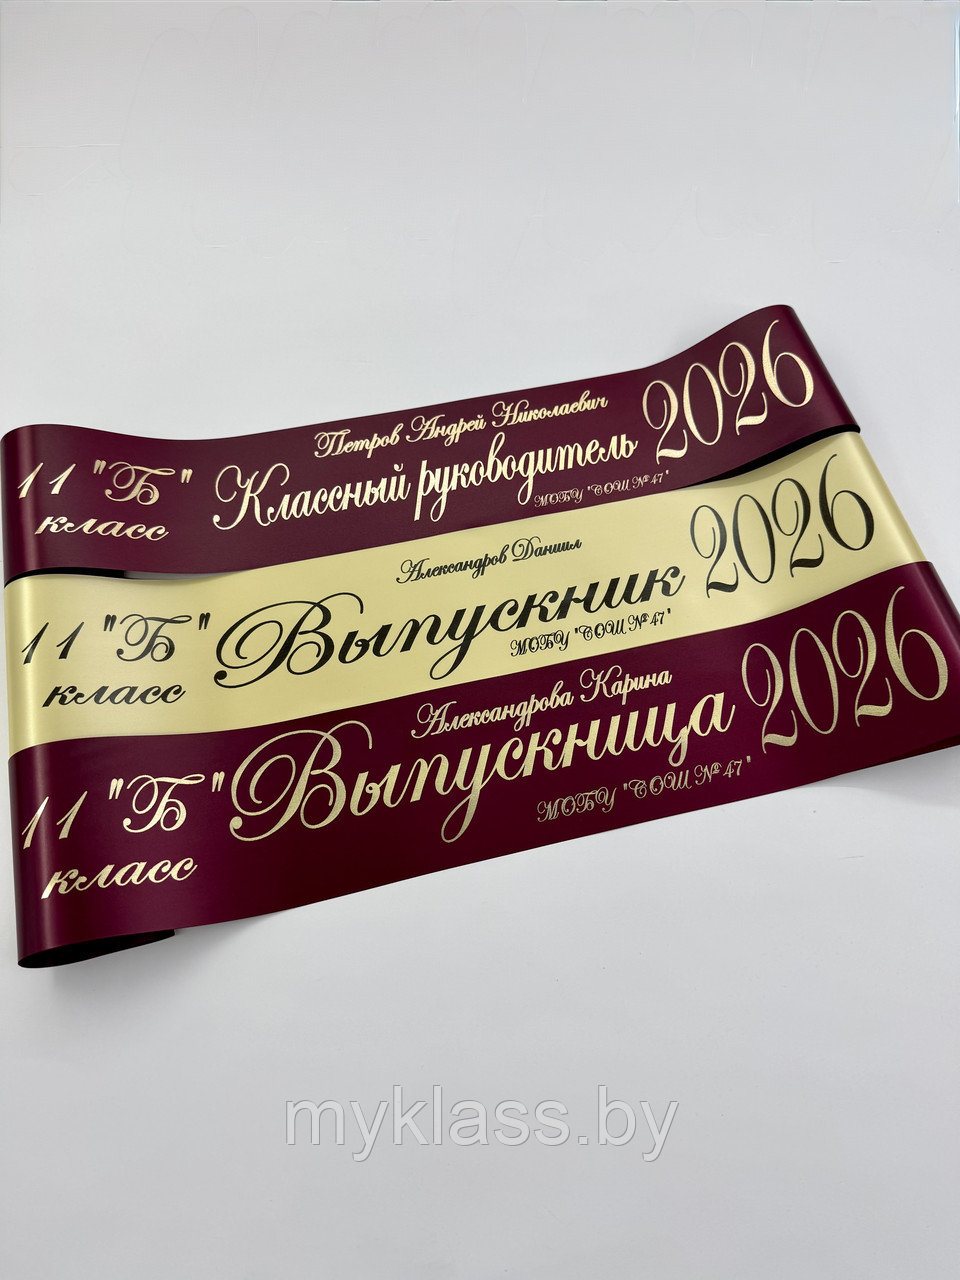 11 "Б"
класс
Петров Андрей Николаевич
Классный руководитель
МОБУ "СОШ № 47"
2026
11 "Б"
класс
Александров Даниил
Выпускник
МОБУ "СОШ № 47"
2026
11 "Б"
класс
Александрова Карина
Выпускница
МОБУ "СОШ № 47"
2026
myklass.by